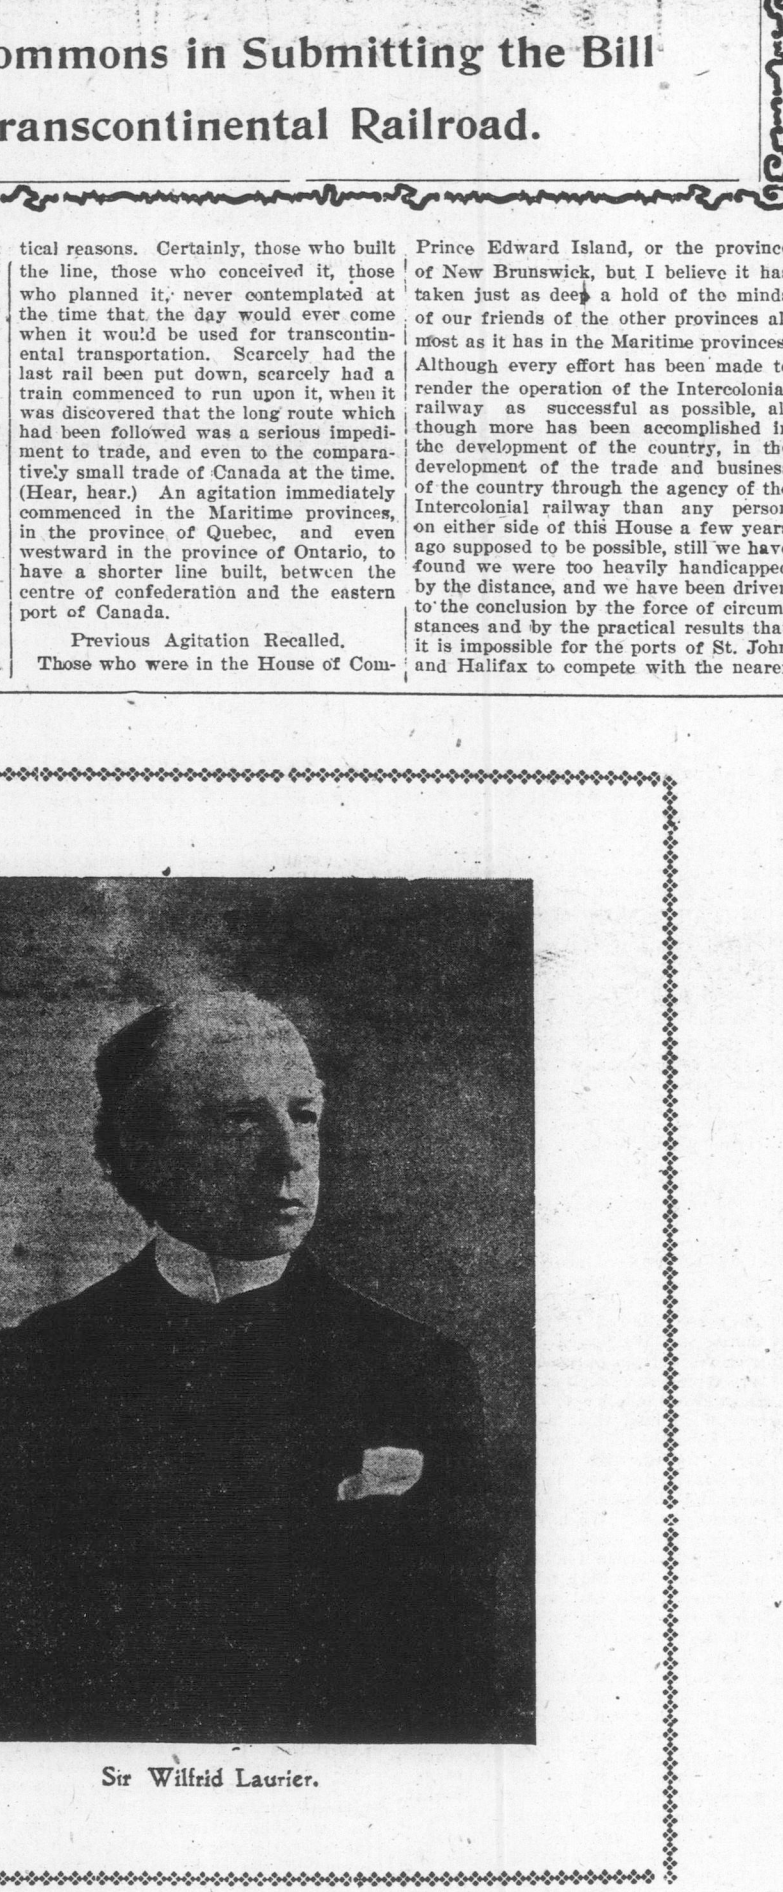 ommons in Submitting the Bill
ranscontinental Railroad.
tical reasons. Certainly, those who built
the line, those who conceived it, those
who planned it, never contemplated at
the time that the day would ever come
when it would be used for transcontin-
ental transportation. Scarcely had the
last rail been put down, scarcely had a
train commenced to run upon it, when it
was discovered that the long route which
had been followed was a serious impedi-
ment to trade, and even to the compara-
tively small trade of Canada at the time.
(Hear, hear.) An agitation immediately
commenced in the Maritime provinces,
in the province of Quebec, and even
westward in the province of Ontario, to
have a shorter line built, between the
centre of confederation and the eastern
port of Canada.
Previous Agitation Recalled.
Those who were in the House of Com-
Prince Edward Island, or the provinc
of New Brunswick, but I believe it ha
taken just as deep a hold of the mind
of our friends of the other provinces al
most as it has in the Maritime provinces
Although every effort has been made t
render the operation of the Intercolonia
railway as successful as possible, al
though more has been accomplished i
the development of the country, in th
development of the trade and busines
of the country through the agency of th
Intercolonial railway than any person
on either side of this House a few year
ago supposed to be possible, still we hav
found we were too heavily handicappe
by the distance, and we have been driven
to the conclusion by the force of circum
stances and by the practical results tha
it is impossible for the ports of St. John
and Halifax to compete with the neare
Sir Wilfrid Laurier.